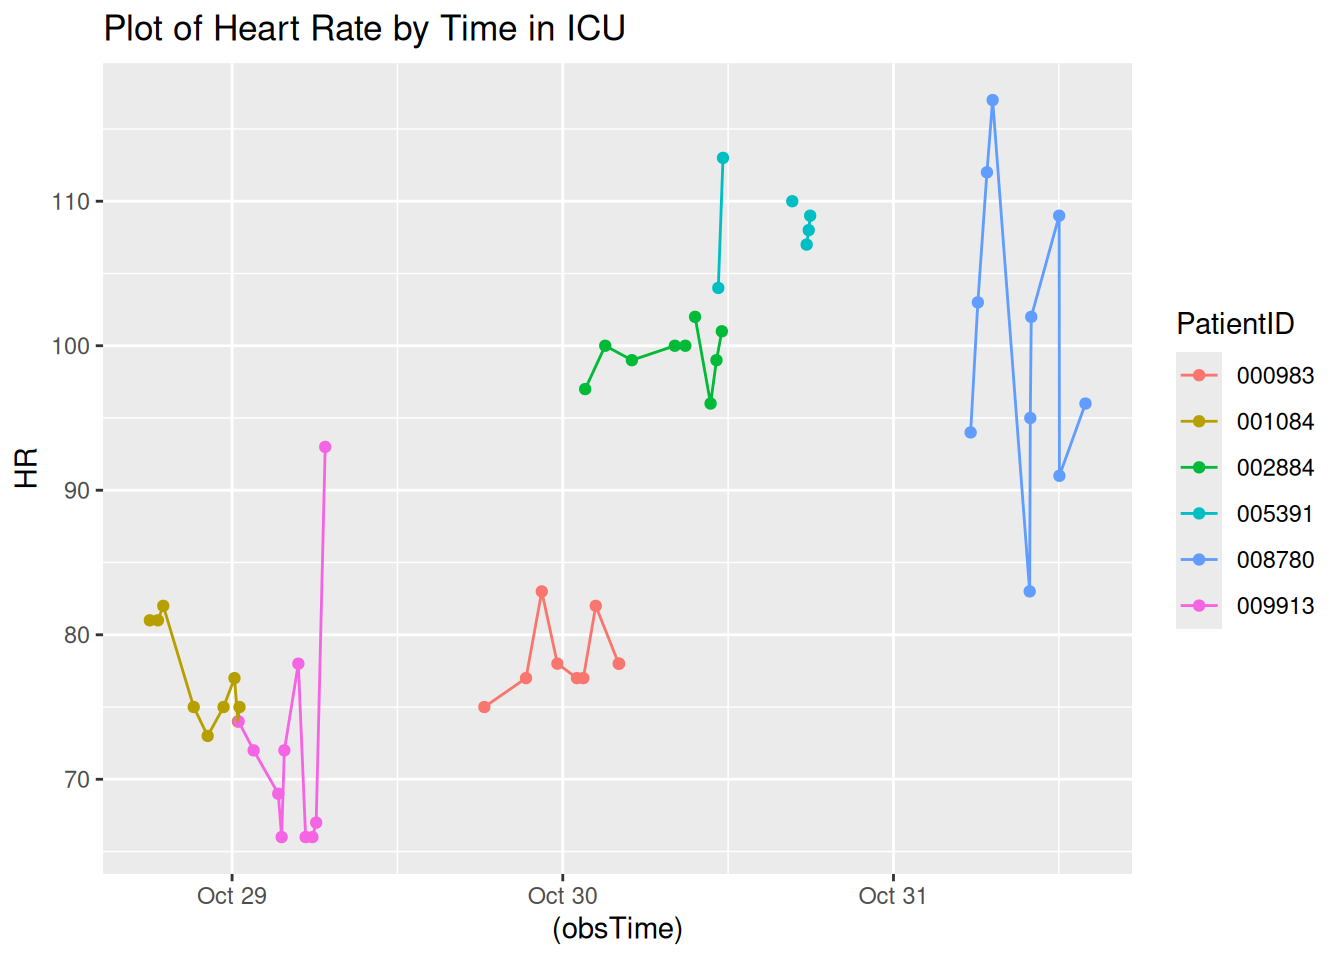 Plot of Heart Rate by Time in ICU
HR
110
100
90
80
70
Oct 29
Oct 30
Oct 31
(obsTime)
PatientID
000983
001084
002884
005391
008780
009913